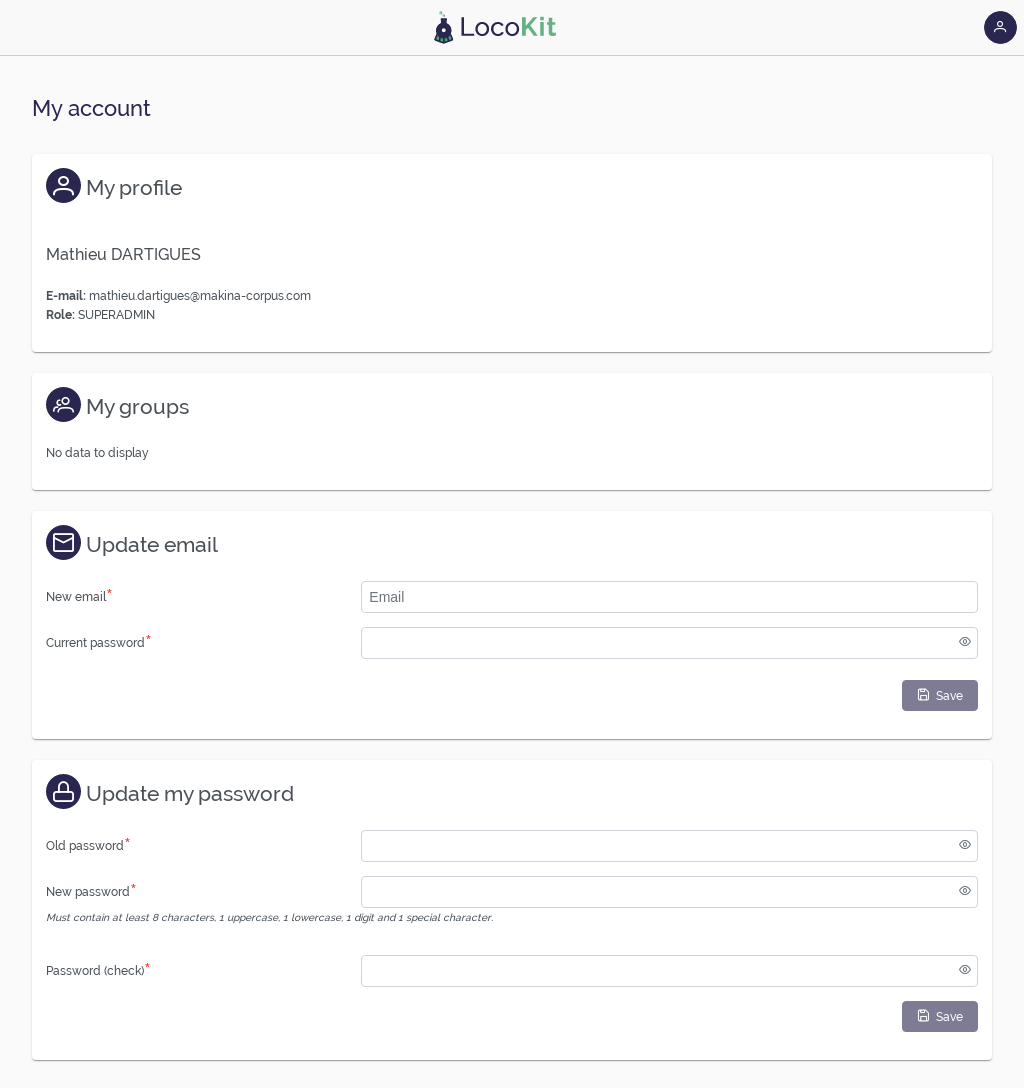 LocoKit
My account
My profile
Mathieu DARTIGUES
E-mail: mathieu.dartigues@makina-corpus.com
Role: SUPERADMIN
My groups
No data to display
Update email
New email*
Email
Current password*
Save
Update my password
Old password*
New password*
Must contain at least 8 characters, 1 uppercase, 1 lowercase, 1 digit and 1 special character.
Password (check)*
Save